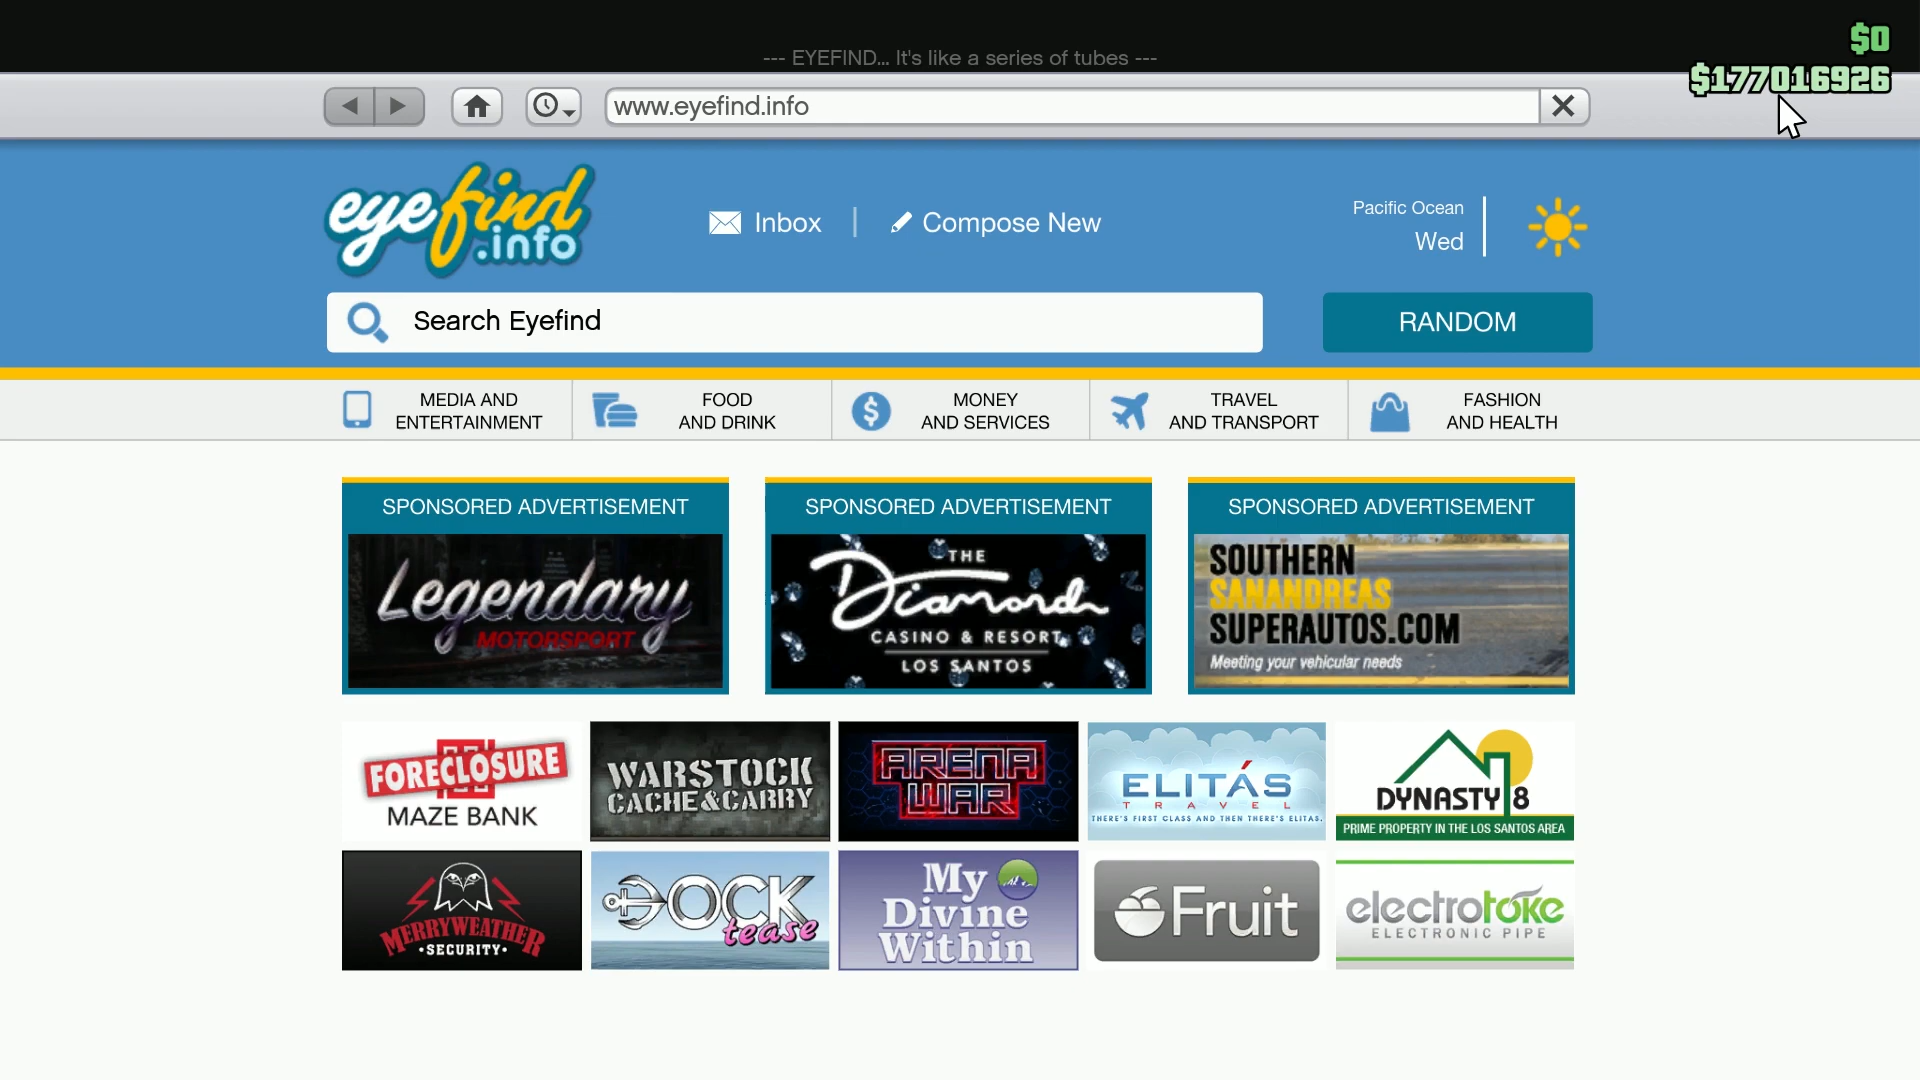 --- EYEFIND... It's like a series of tubes ---
$0
$177016926
www.eyefind.info
eyefind
.info
Inbox
Compose New
Pacific Ocean
Wed
Search Eyefind
RANDOM
MEDIA AND
ENTERTAINMENT
FOOD
AND DRINK
MONEY
AND SERVICES
TRAVEL
AND TRANSPORT
FASHION
AND HEALTH
SPONSORED ADVERTISEMENT
Legendary
MOTORSPORT
SPONSORED ADVERTISEMENT
THE
Diamond
CASINO & RESORT
LOS SANTOS
SPONSORED ADVERTISEMENT
SOUTHERN
SANANDREAS
SUPERAUTOS.COM
Meeting your vehicular needs
FORECLOSURE
MAZE BANK
WARSTOCK
CACHE&CARRY
ARENA
WAR
ELITÁS
TRAVEL
THERE'S FIRST CLASS AND THEN THERE'S ELITAS.
DYNASTY 8
PRIME PROPERTY IN THE LOS SANTOS AREA
MERRYWEATHER
•SECURITY•
DOCK
tease
My
Divine
Within
Fruit
electrotoke
ELECTRONIC PIPE